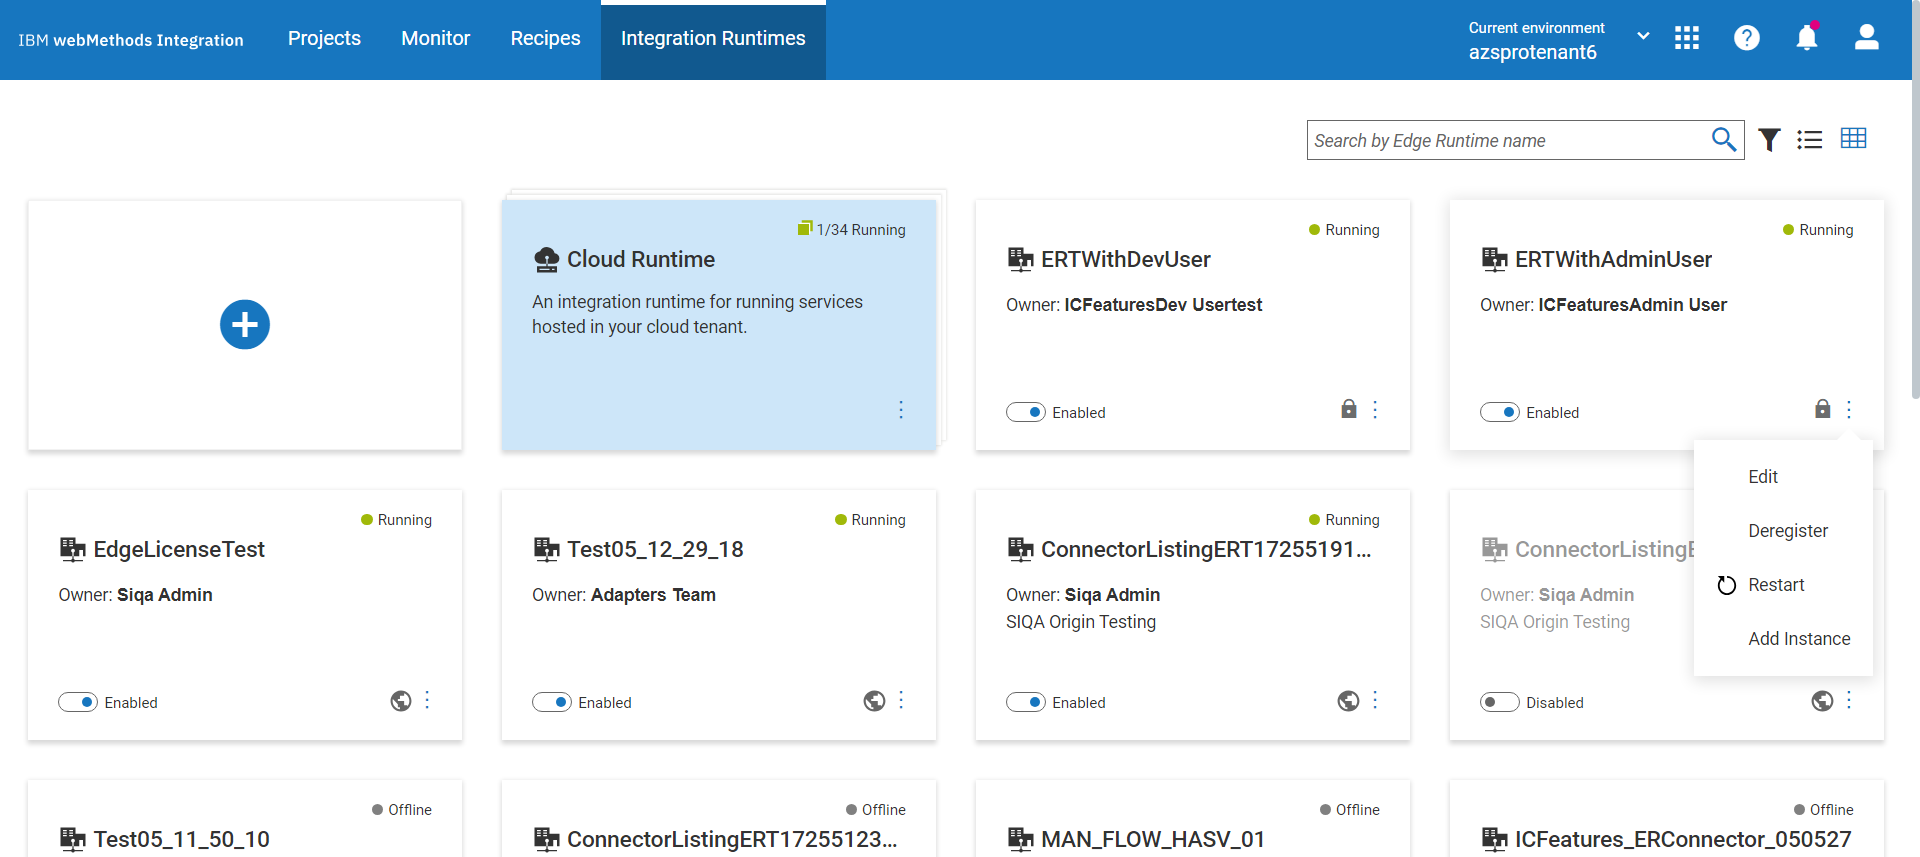 IBM webMethods Integration
Projects
Monitor
Recipes
Integration Runtimes
Current environment
azsprotenant6
Search by Edge Runtime name
1/34 Running
Cloud Runtime
An integration runtime for running services
hosted in your cloud tenant.
Running
ERTWithDevUser
Owner: ICFeaturesDev Usertest
Enabled
Running
ERTWithAdminUser
Owner: ICFeaturesAdmin User
Enabled
Edit
Deregister
Restart
Add Instance
Running
EdgeLicenseTest
Owner: Siqa Admin
Enabled
Running
Test05_12_29_18
Owner: Adapters Team
Enabled
Running
ConnectorListingERT17255191...
Owner: Siqa Admin
SIQA Origin Testing
Enabled
ConnectorListingE
Owner: Siqa Admin
SIQA Origin Testing
Disabled
Offline
Test05_11_50_10
Offline
ConnectorListingERT17255123...
Offline
MAN_FLOW_HASV_01
Offline
ICFeatures_ERConnector_050527